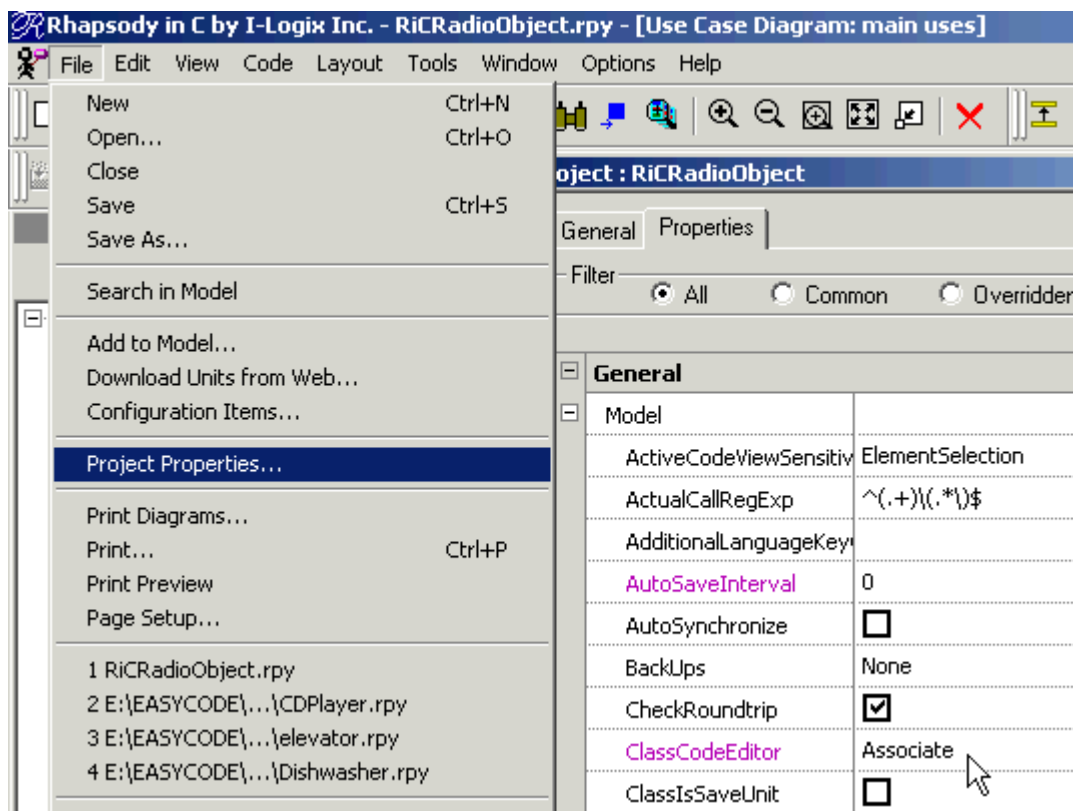 Rhapsody in C by I-Logix Inc. - RiCRadioObject.rpy - [Use Case Diagram: main uses]
File Edit View Code Layout Tools Window Options Help
New Ctrl+N
Open... Ctrl+O
Close
Save Ctrl+S
Save As...
Search in Model
Add to Model...
Download Units from Web...
Configuration Items...
Project Properties...
Print Diagrams...
Print... Ctrl+P
Print Preview
Page Setup...
1 RiCRadioObject.rpy
2 E:\EASYCODE\...\CDPlayer.rpy
3 E:\EASYCODE\...\elevator.rpy
4 E:\EASYCODE\...\Dishwasher.rpy
oject : RiCRadioObject
General Properties
Filter
All Common Overridden
General
Model
ActiveCodeViewSensitiv ElementSelection
ActualCallRegExp ^(.+)\(.*\)$
AdditionalLanguageKey
AutoSaveInterval 0
AutoSynchronize
BackUps None
CheckRoundtrip
ClassCodeEditor Associate
ClassIsSaveUnit